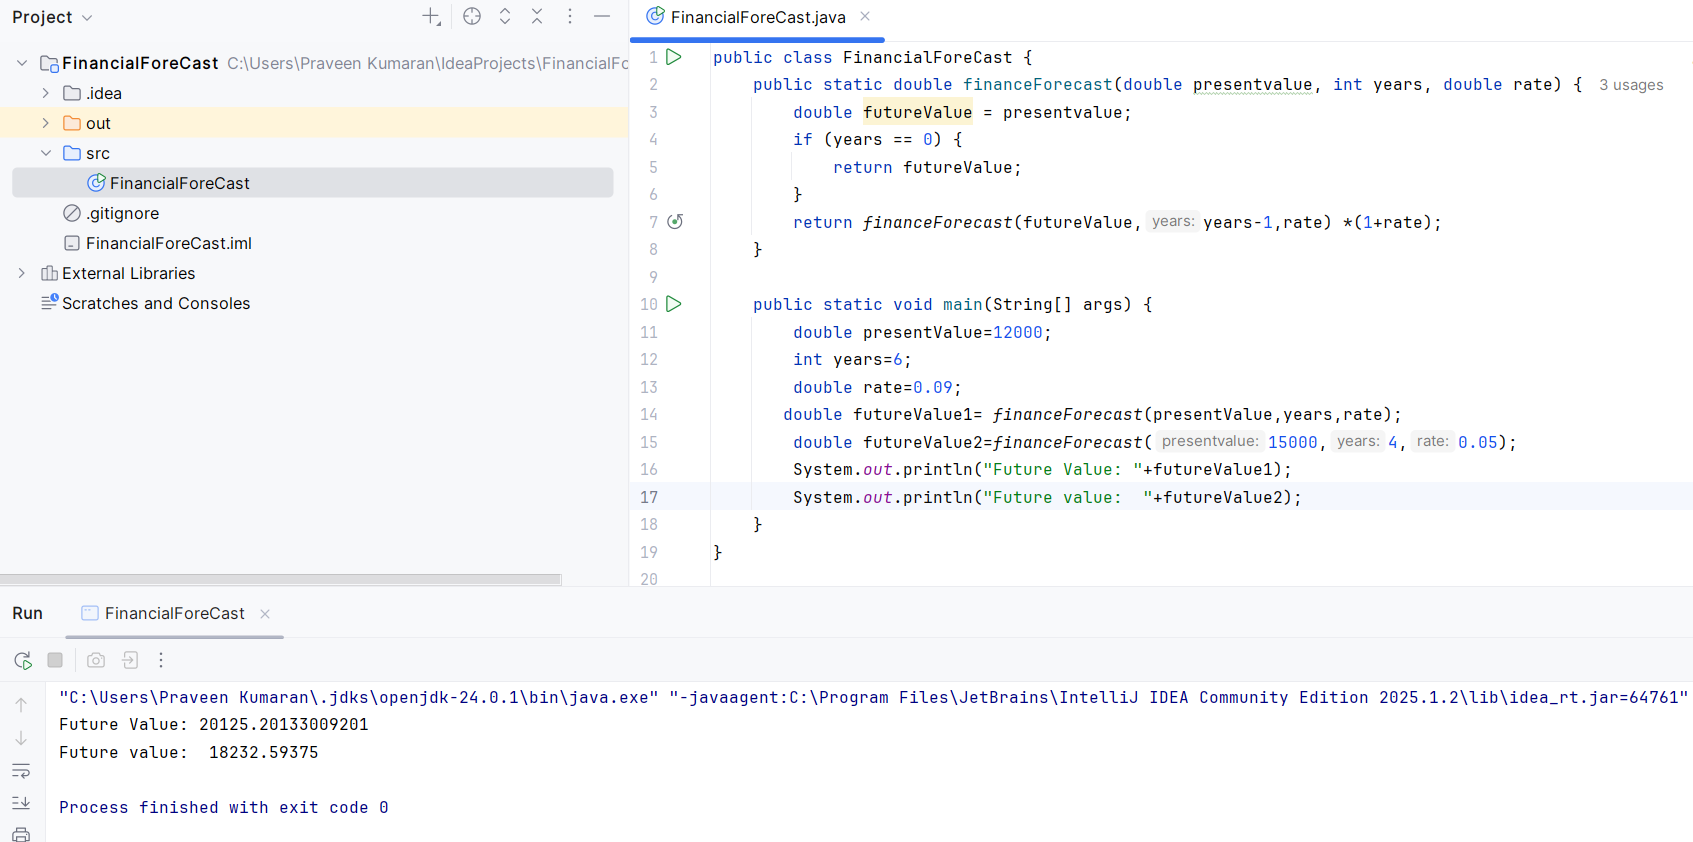 Project
FinancialForeCast C:\Users\Praveen Kumaran\IdeaProjects\FinancialFo
.idea
out
src
FinancialForeCast
.gitignore
FinancialForeCast.iml
External Libraries
Scratches and Consoles
FinancialForeCast.java
1 public class FinancialForeCast {
2 public static double financeForecast(double presentvalue, int years, double rate) { 3 usages
3 double futureValue = presentvalue;
4 if (years == 0) {
5 return futureValue;
6 }
7 return financeForecast(futureValue, years: years-1,rate) *(1+rate);
8 }
9
10 public static void main(String[] args) {
11 double presentValue=12000;
12 int years=6;
13 double rate=0.09;
14 double futureValue1= financeForecast(presentValue,years,rate);
15 double futureValue2=financeForecast( presentvalue: 15000, years: 4, rate: 0.05);
16 System.out.println("Future Value: "+futureValue1);
17 System.out.println("Future value:  "+futureValue2);
18 }
19 }
20
Run FinancialForeCast
"C:\Users\Praveen Kumaran\.jdks\openjdk-24.0.1\bin\java.exe" "-javaagent:C:\Program Files\JetBrains\IntelliJ IDEA Community Edition 2025.1.2\lib\idea_rt.jar=64761"
Future Value: 20125.20133009201
Future value:  18232.59375
Process finished with exit code 0